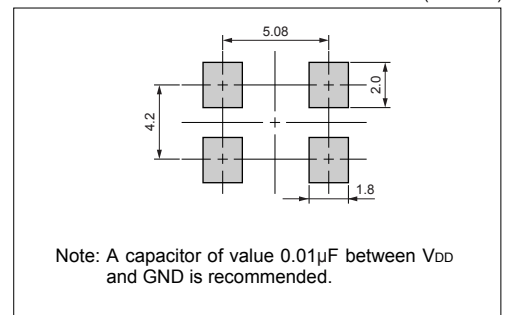 5.08
2.0
4.2
1.8
Note: A capacitor of value 0.01µF between VDD
and GND is recommended.